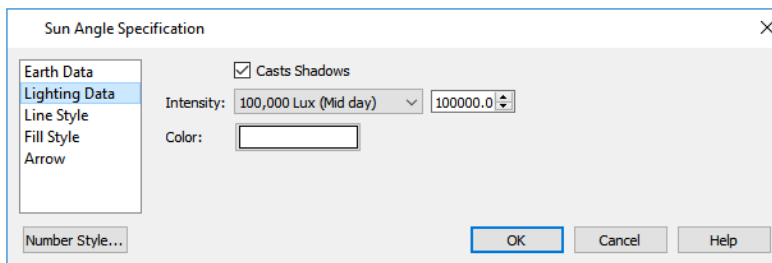 Sun Angle Specification
Earth Data
Lighting Data
Line Style
Fill Style
Arrow
Casts Shadows
Intensity: 100,000 Lux (Mid day) 100000.0
Color:
Number Style... OK Cancel Help